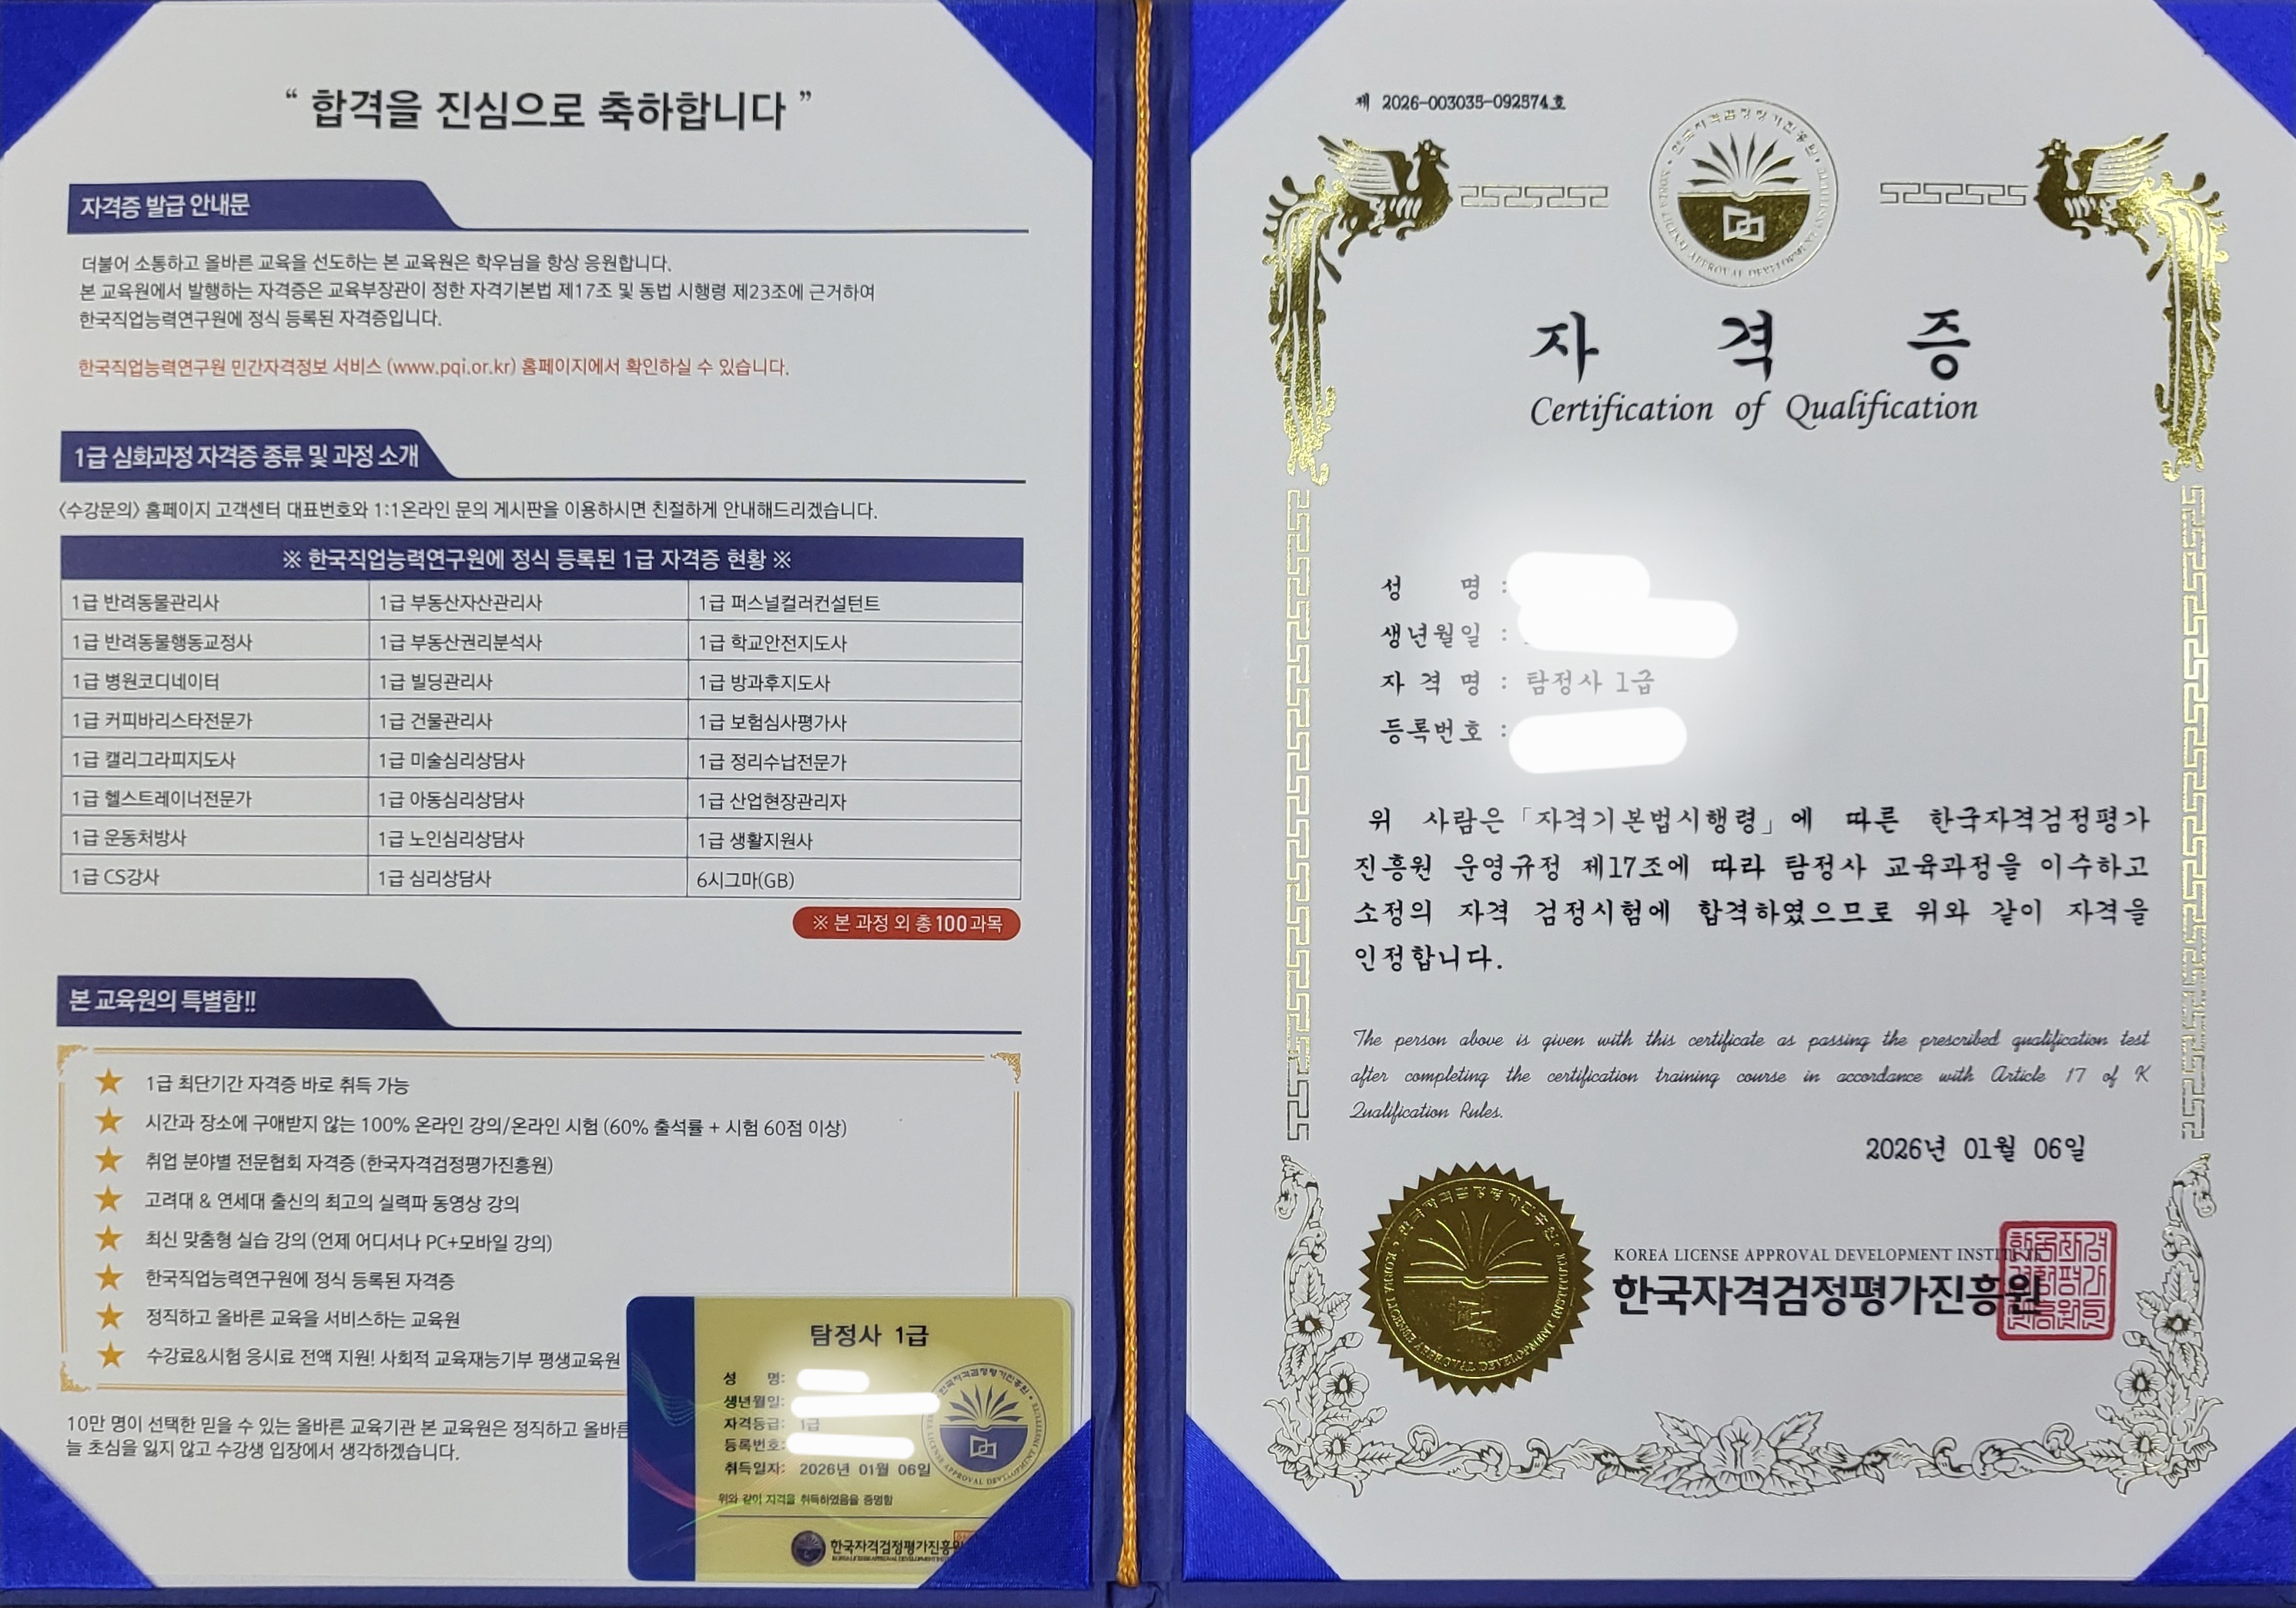 “ 합격을 진심으로 축하합니다 ”
자격증 발급 안내문
더불어 소통하고 올바른 교육을 선도하는 본 교육원은 학우님을 항상 응원합니다.
본 교육원에서 발행하는 자격증은 교육부장관이 정한 자격기본법 제17조 및 동법 시행령 제23조에 근거하여
한국직업능력연구원에 정식 등록된 자격증입니다.
한국직업능력연구원 민간자격정보 서비스 (www.pqi.or.kr) 홈페이지에서 확인하실 수 있습니다.
1급 심화과정 자격증 종류 및 과정 소개
<수강문의> 홈페이지 고객센터 대표번호와 1:1온라인 문의 게시판을 이용하시면 친절하게 안내해드리겠습니다.
※ 한국직업능력연구원에 정식 등록된 1급 자격증 현황 ※
1급 반려동물관리사 1급 부동산자산관리사 1급 퍼스널컬러컨설턴트
1급 반려동물행동교정사 1급 부동산권리분석사 1급 학교안전지도사
1급 병원코디네이터 1급 빌딩관리사 1급 방과후지도사
1급 커피바리스타전문가 1급 건물관리사 1급 보험심사평가사
1급 캘리그라피지도사 1급 미술심리상담사 1급 정리수납전문가
1급 헬스트레이너전문가 1급 아동심리상담사 1급 산업현장관리자
1급 운동처방사 1급 노인심리상담사 1급 생활지원사
1급 CS강사 1급 심리상담사 6시그마(GB)
※ 본 과정 외 총 100과목
본 교육원의 특별함!!
★ 1급 최단기간 자격증 바로 취득 가능
★ 시간과 장소에 구애받지 않는 100% 온라인 강의/온라인 시험 (60% 출석률 + 시험 60점 이상)
★ 취업 분야별 전문협회 자격증 (한국자격검정평가진흥원)
★ 고려대 & 연세대 출신의 최고의 실력파 동영상 강의
★ 최신 맞춤형 실습 강의 (언제 어디서나 PC+모바일 강의)
★ 한국직업능력연구원에 정식 등록된 자격증
★ 정직하고 올바른 교육을 서비스하는 교육원
★ 수강료&시험 응시료 전액 지원! 사회적 교육재능기부 평생교육원
10만 명이 선택한 믿을 수 있는 올바른 교육기관 본 교육원은 정직하고 올바른
늘 초심을 잃지 않고 수강생 입장에서 생각하겠습니다.
탐정사 1급
성 명:
생년월일:
자격등급: 1급
등록번호:
취득일자: 2026년 01월 06일
위와 같이 자격을 취득하였음을 증명함
한국자격검정평가진흥원
제 2026-003035-092574호
한국자격검정평가진흥원
KOREA LICENSE APPROVAL DEVELOPMENT INSTITUTE
자 격 증
Certification of Qualification
성 명 :
생년월일 :
자 격 명 : 탐정사 1급
등록번호 :
위 사람은 「자격기본법시행령」에 따른 한국자격검정평가
진흥원 운영규정 제17조에 따라 탐정사 교육과정을 이수하고
소정의 자격 검정시험에 합격하였으므로 위와 같이 자격을
인정합니다.
The person above is given with this certificate as passing the prescribed qualification test
after completing the certification training course in accordance with Article 17 of K
Qualification Rules.
2026년 01월 06일
KOREA LICENSE APPROVAL DEVELOPMENT INSTITUTE
한국자격검정평가진흥원